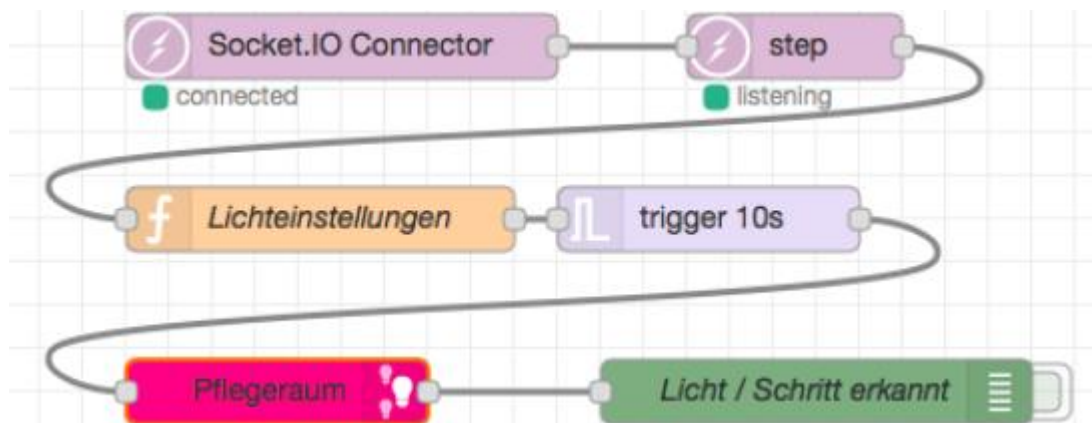 Socket.IO Connector
step
connected
listening
Lichteinstellungen
trigger 10s
Pflegeraum
Licht / Schritt erkannt